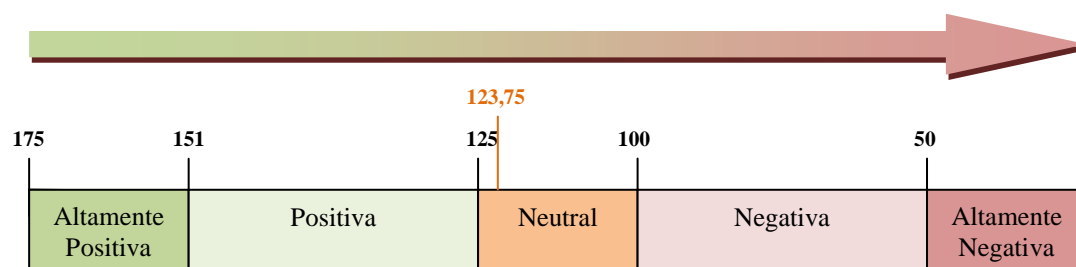 123,75
175 151 125 100 50
Altamente Positiva Neutral Negativa Altamente
Positiva Negativa